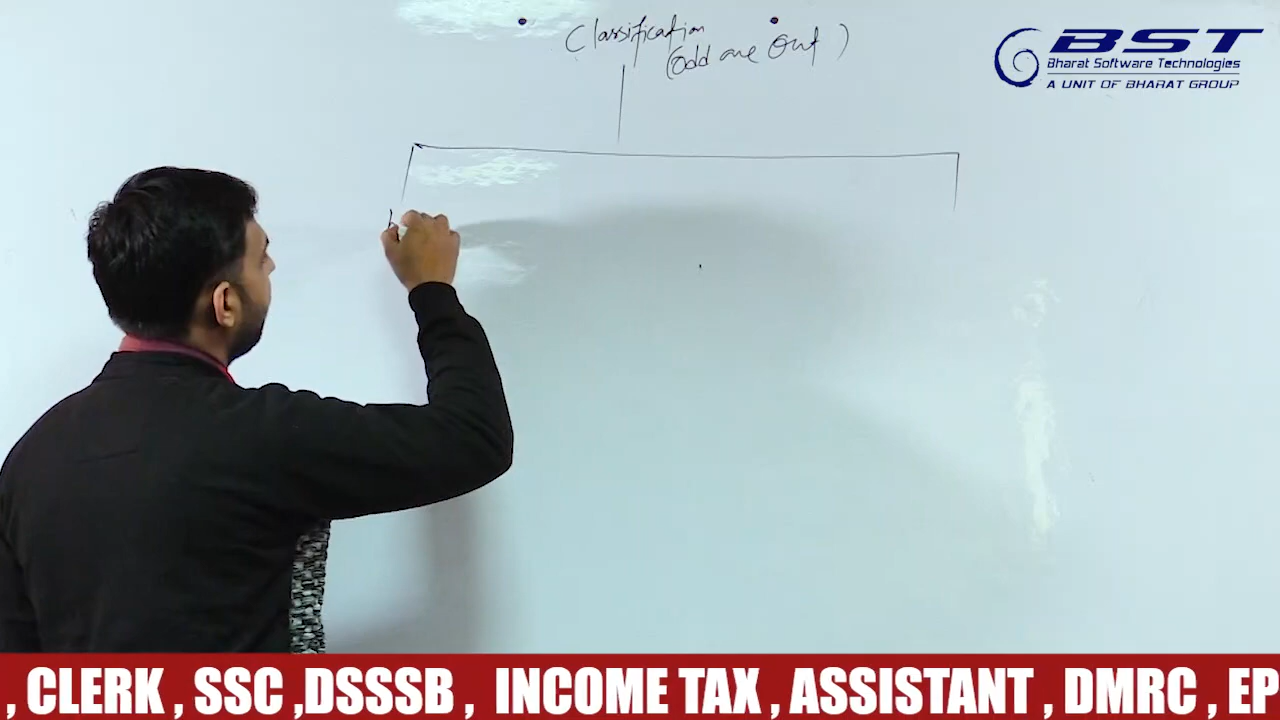 Classification
(Odd one Out)
BST
Bharat Software Technologies
A UNIT OF BHARAT GROUP
, CLERK , SSC ,DSSSB , INCOME TAX , ASSISTANT , DMRC , EP